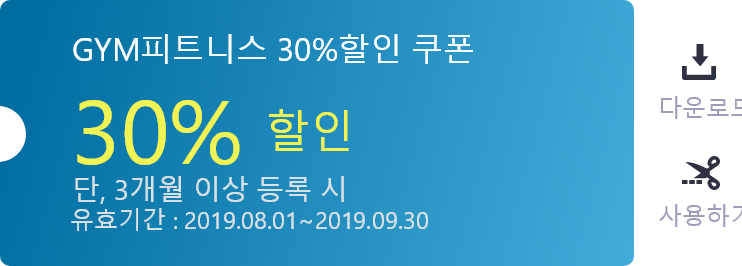 GYM피트니스 30%할인 쿠폰
30% 할인
단, 3개월 이상 등록 시
유효기간 : 2019.08.01~2019.09.30
다운로드
사용하기